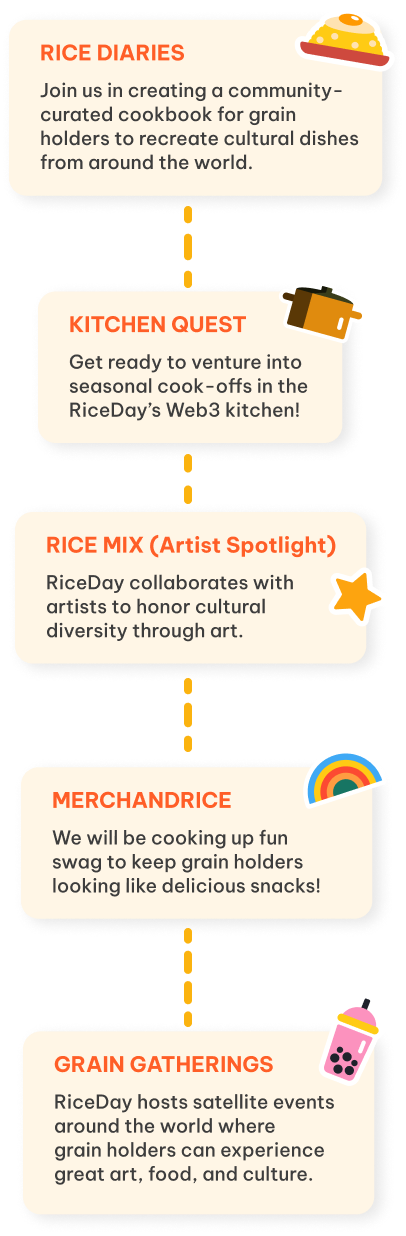 RICE DIARIES
Join us in creating a community-
curated cookbook for grain
holders to recreate cultural dishes
from around the world.
KITCHEN QUEST
Get ready to venture into
seasonal cook-offs in the
RiceDay's Web3 kitchen!
RICE MIX (Artist Spotlight)
RiceDay collaborates with
artists to honor cultural
diversity through art.
MERCHANDRICE
We will be cooking up fun
swag to keep grain holders
looking like delicious snacks!
GRAIN GATHERINGS
RiceDay hosts satellite events
around the world where
grain holders can experience
great art, food, and culture.